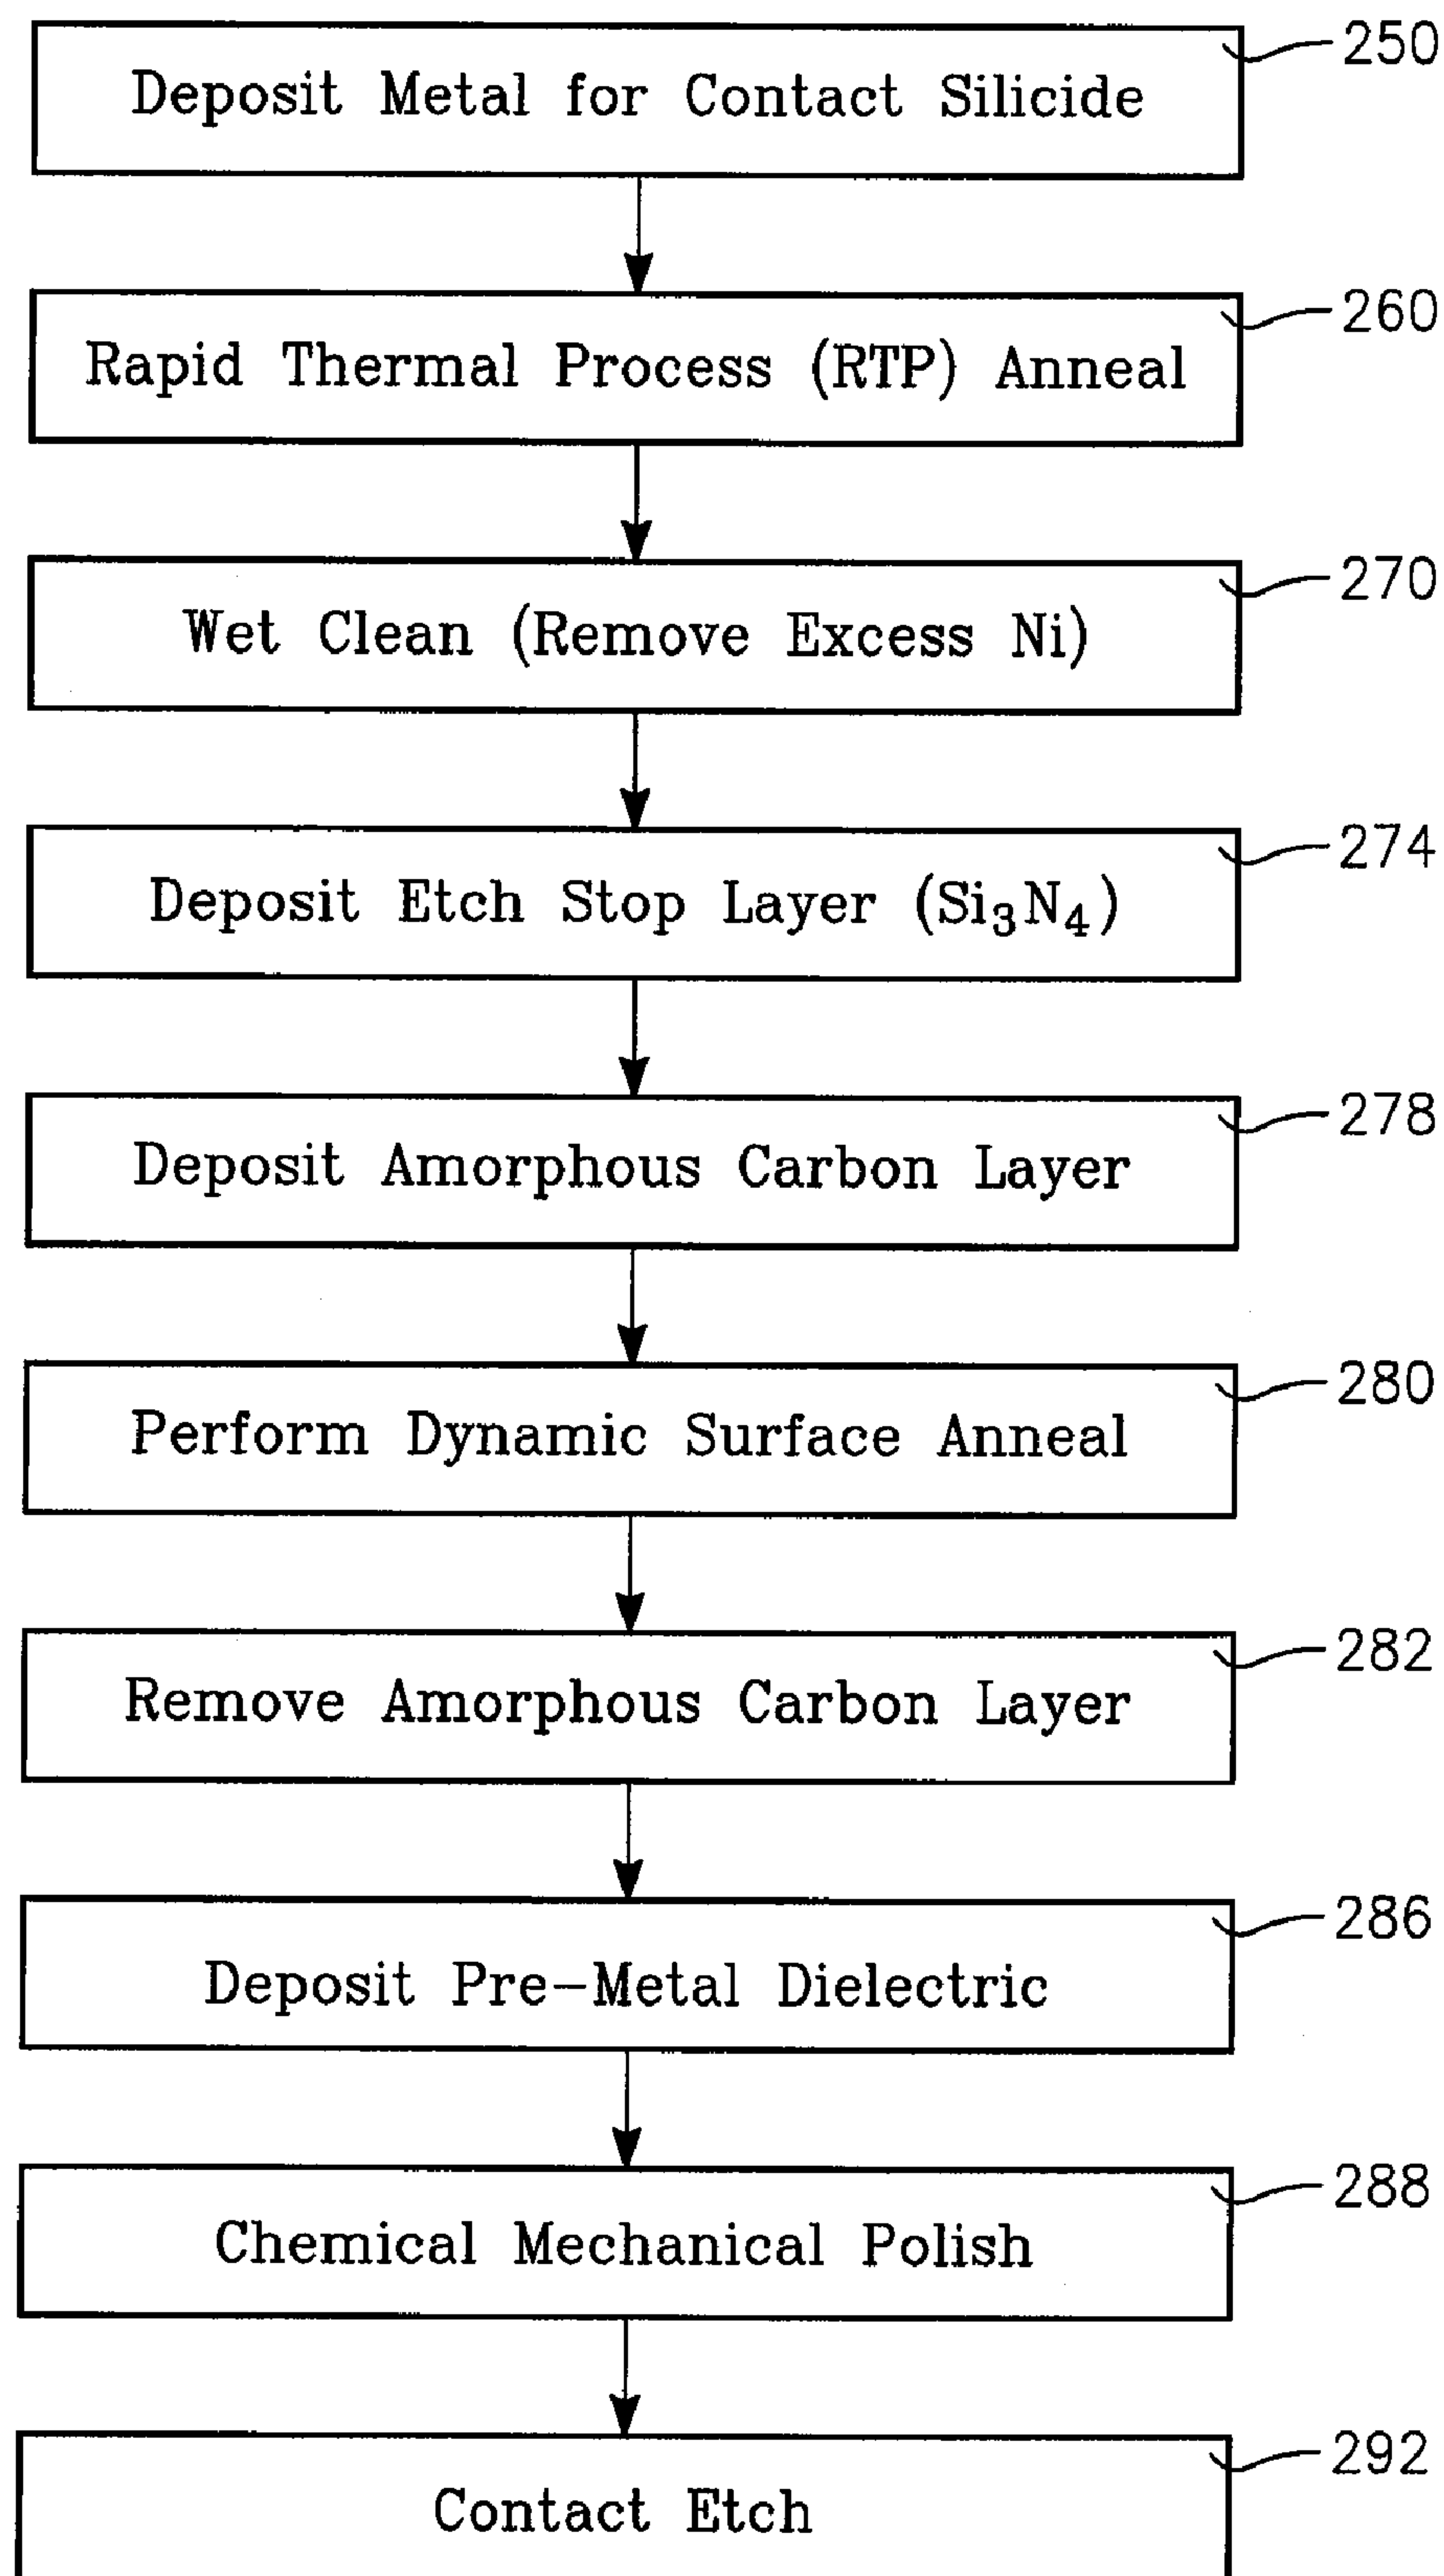 Deposit Metal for Contact Silicide 250
Rapid Thermal Process (RTP) Anneal 260
Wet Clean (Remove Excess Ni) 270
Deposit Etch Stop Layer (Si₃N₄) 274
Deposit Amorphous Carbon Layer 278
Perform Dynamic Surface Anneal 280
Remove Amorphous Carbon Layer 282
Deposit Pre-Metal Dielectric 286
Chemical Mechanical Polish 288
Contact Etch 292